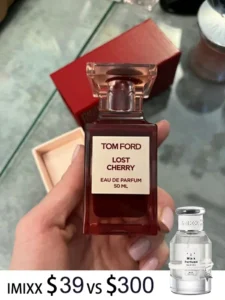 TOM FORD
LOST
CHERRY
EAU DE PARFUM
50 ML
IMIXX $39 VS $300